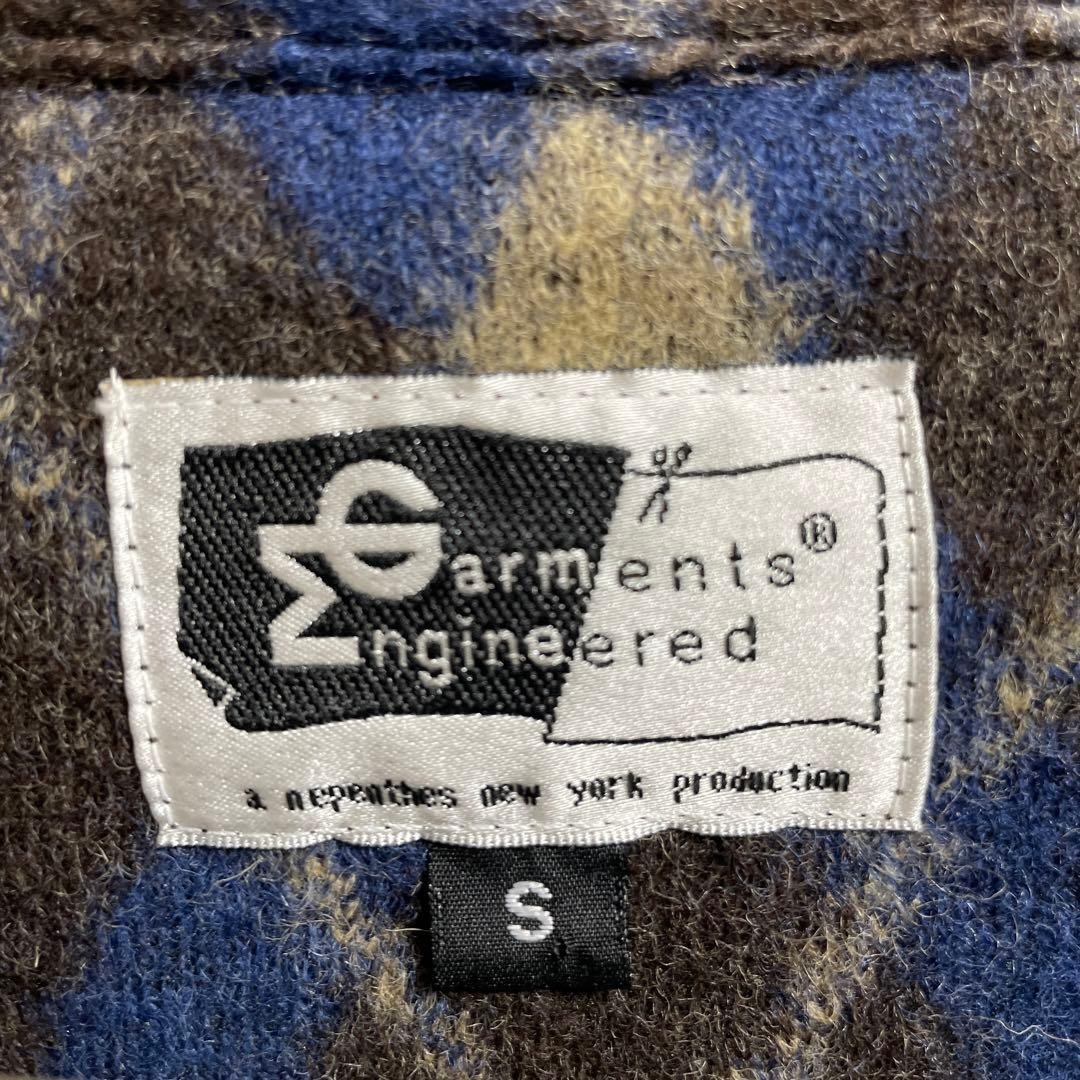 Garments®
Engineered
a nepenthes new york production
S